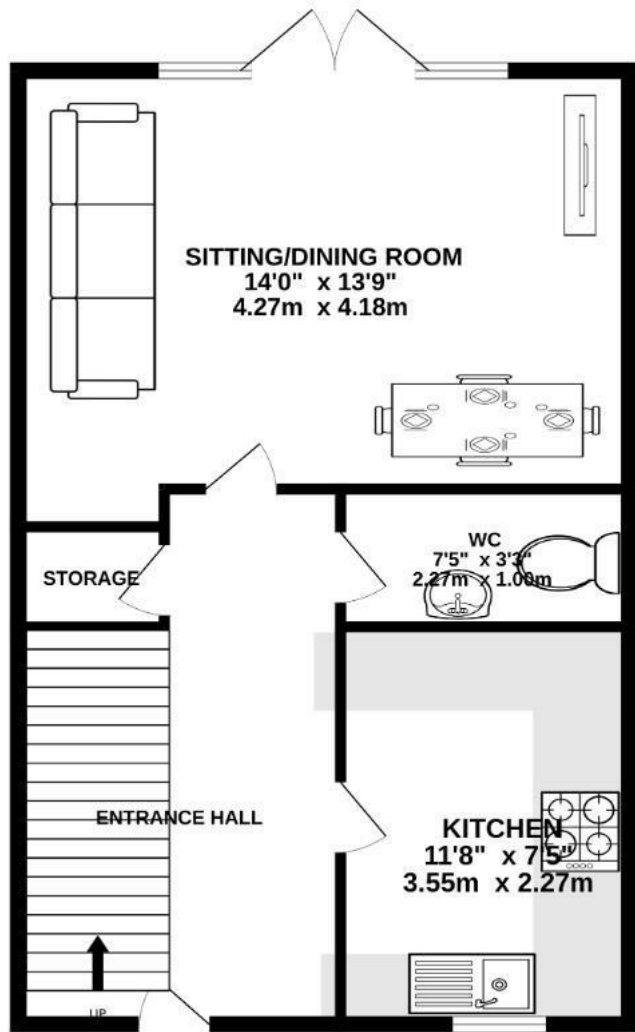 SITTING/DINING ROOM
14'0" x 13'9"
4.27m x 4.18m
WC
7'5" x 3'3"
2.27m x 1.00m
STORAGE
ENTRANCE HALL
KITCHEN
11'8" x 7'5"
3.55m x 2.27m
UP